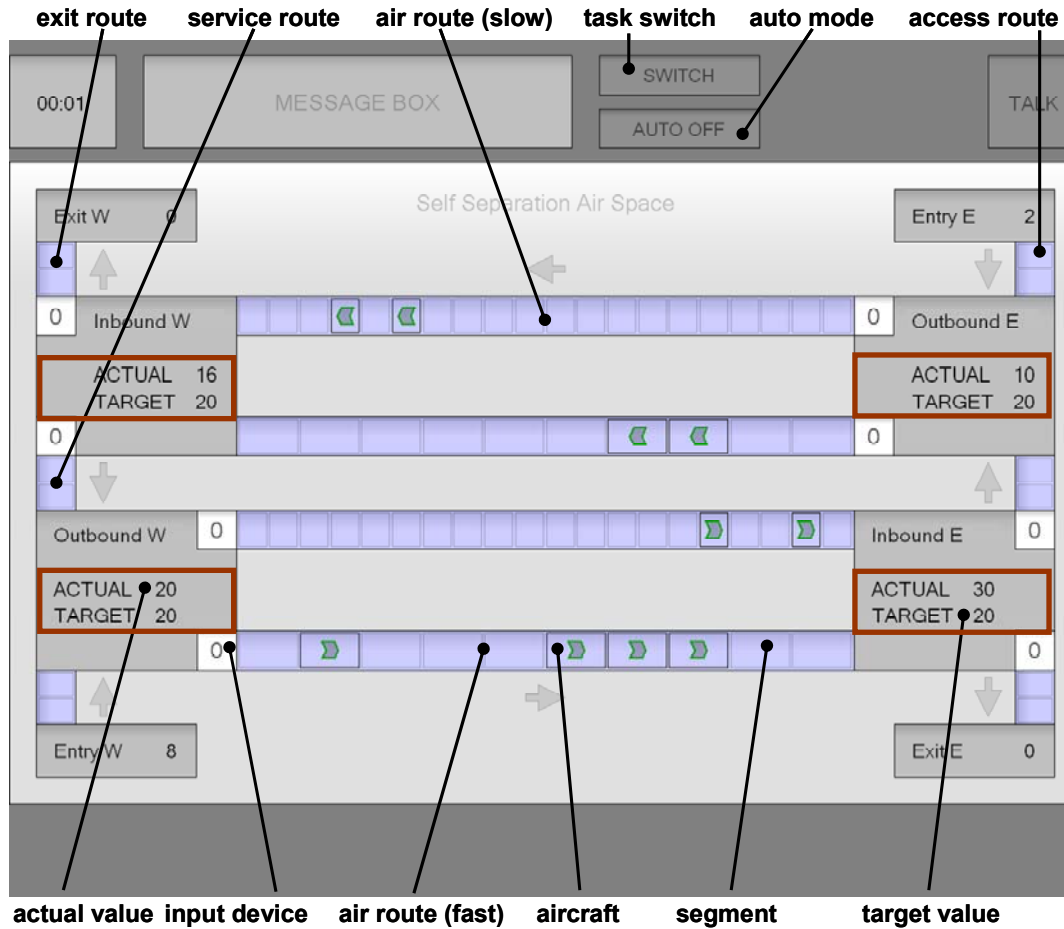 exit route service route air route (slow) task switch auto mode access route
00:01 MESSAGE BOX SWITCH TALK
AUTO OFF
Self Separation Air Space
Exit W 0 Entry E 2
0 Inbound W 0 Outbound E
ACTUAL 16 ACTUAL 10
TARGET 20 TARGET 20
0 0
Outbound W 0 Inbound E 0
ACTUAL 20 ACTUAL 30
TARGET 20 TARGET 20
0 0
Entry W 8 Exit E 0
actual value input device air route (fast) aircraft segment target value